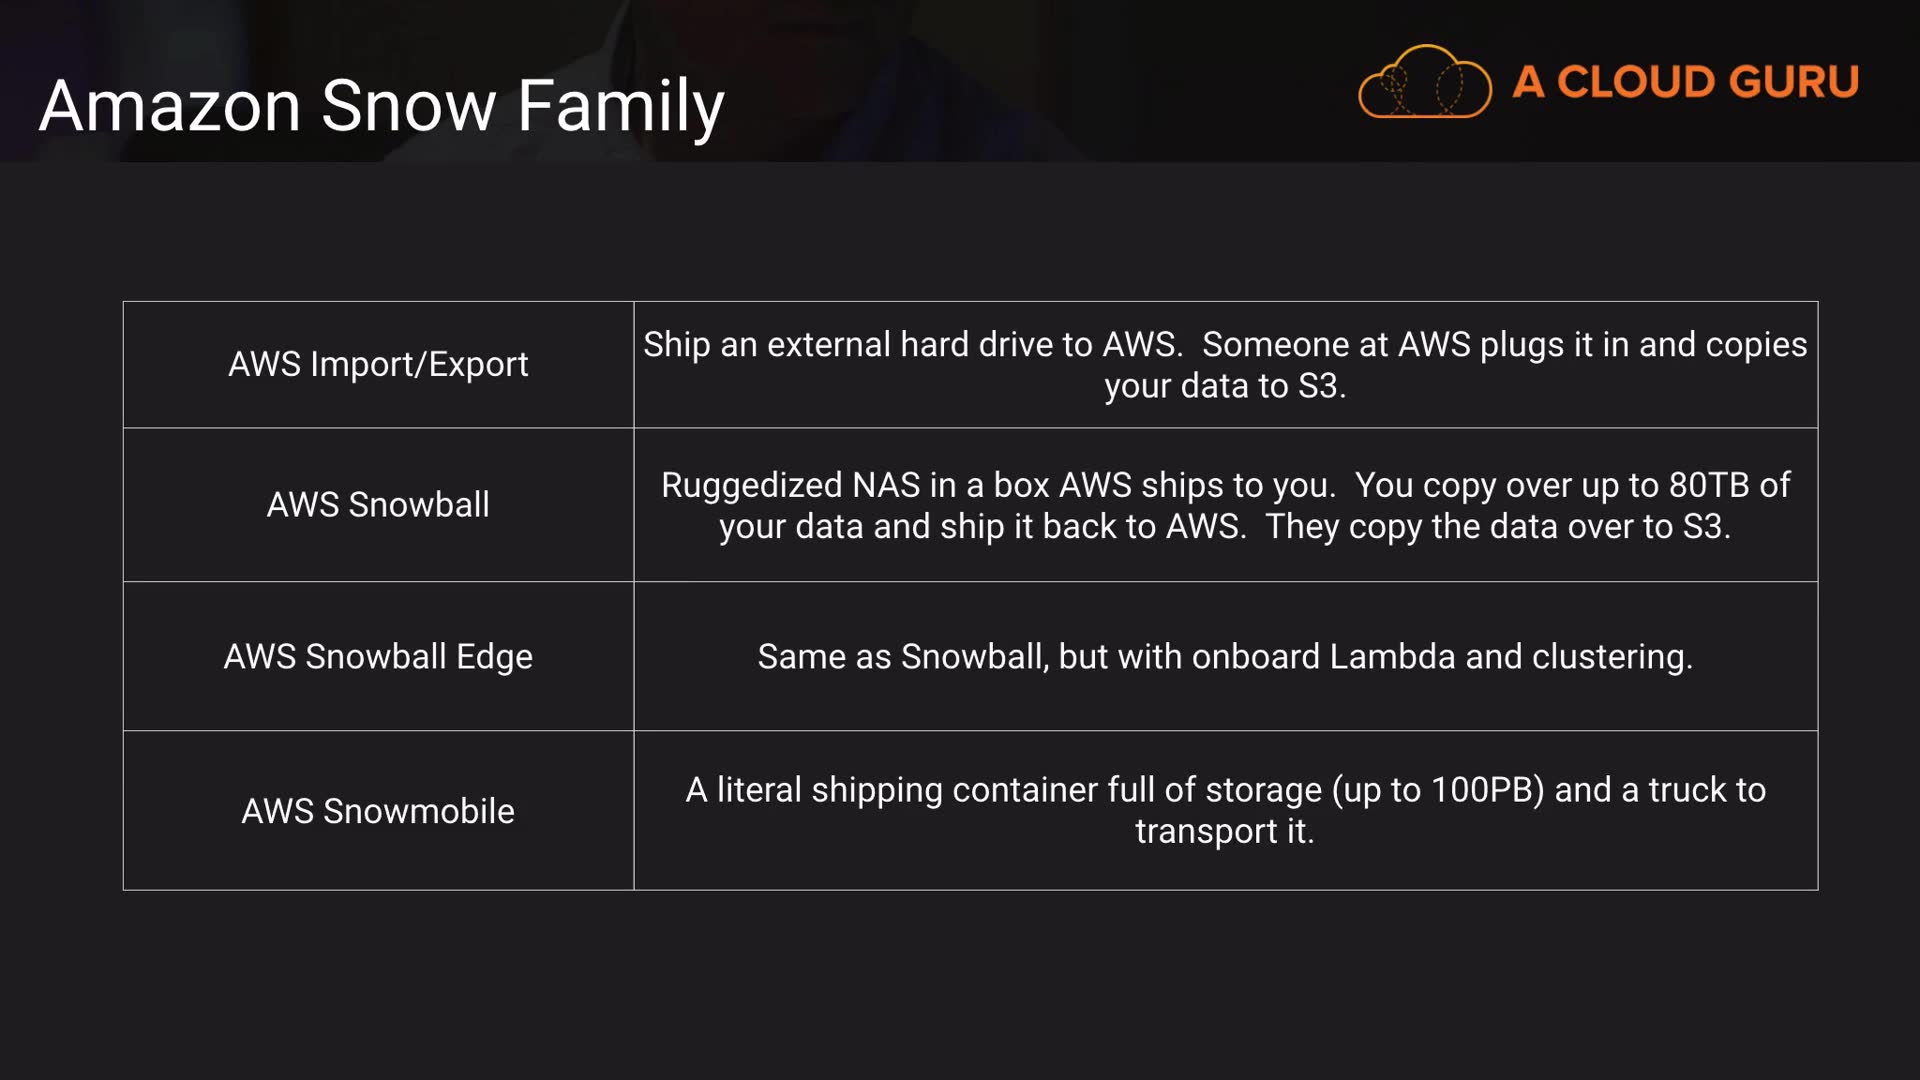 Amazon Snow Family
A CLOUD GURU
AWS Import/Export
Ship an external hard drive to AWS.  Someone at AWS plugs it in and copies
your data to S3.
AWS Snowball
Ruggedized NAS in a box AWS ships to you.  You copy over up to 80TB of
your data and ship it back to AWS.  They copy the data over to S3.
AWS Snowball Edge
Same as Snowball, but with onboard Lambda and clustering.
AWS Snowmobile
A literal shipping container full of storage (up to 100PB) and a truck to
transport it.